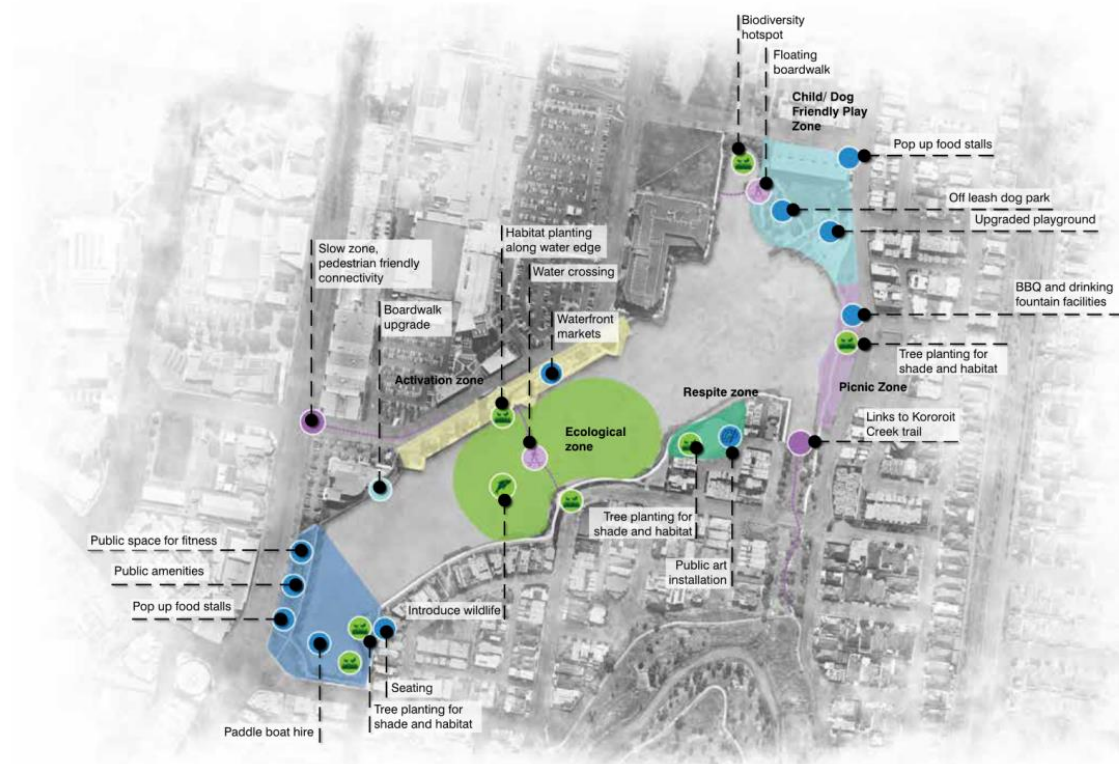 Biodiversity
hotspot
Floating
boardwalk
Child/ Dog
Friendly Play
Zone
Pop up food stalls
Off leash dog park
Upgraded playground
Slow zone,
pedestrian friendly
connectivity
Habitat planting
along water edge
Water crossing
Boardwalk
upgrade
Waterfront
markets
BBQ and drinking
fountain facilities
Activation zone
Tree planting for
shade and habitat
Respite zone
Picnic Zone
Ecological
zone
Links to Kororoit
Creek trail
Public space for fitness
Public amenities
Pop up food stalls
Tree planting for
shade and habitat
Public art
installation
Introduce wildlife
Seating
Tree planting for
shade and habitat
Paddle boat hire